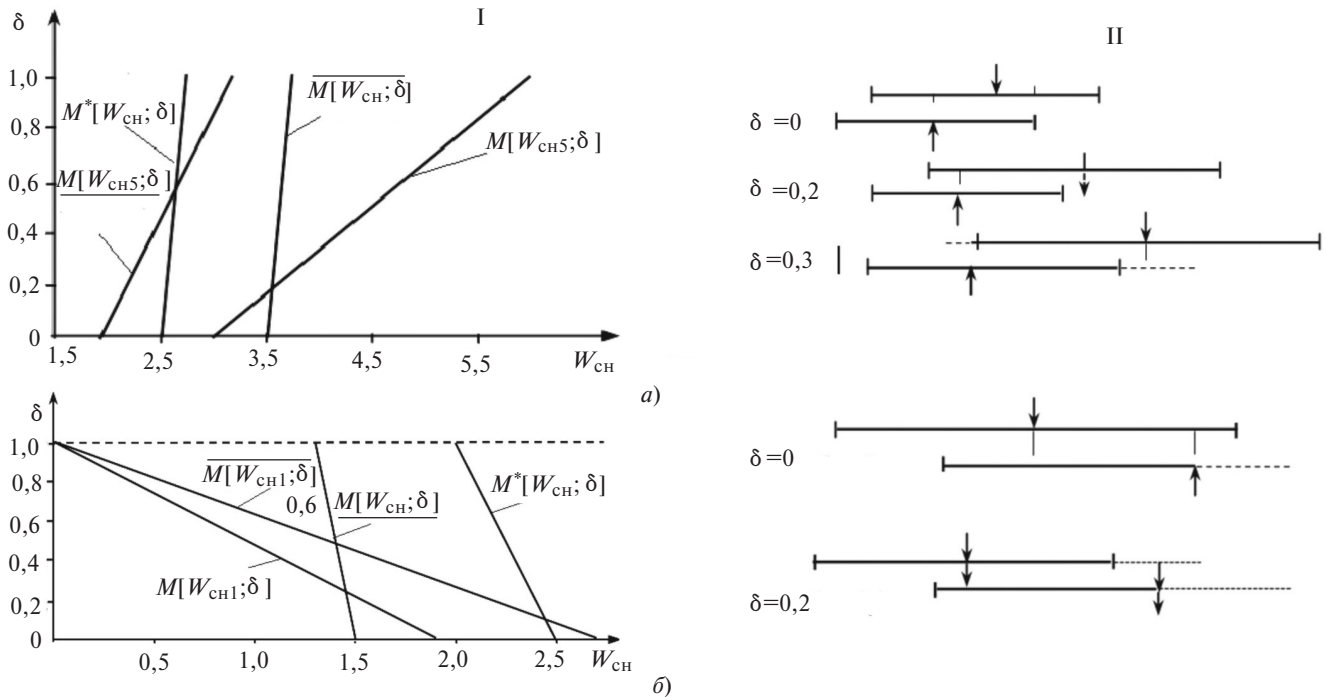 I
δ
1,0
0,8
0,6
0,4
0,2
0
1,5
2,5
3,5
4,5
5,5
Wсн
M*[Wсн; δ]
M[Wсн5;δ]
M[Wсн; δ]
M[Wсн5;δ]
а)
II
δ =0
δ =0,2
δ =0,3
δ
1,0
0,8
0,6
0,4
0,2
0
0,5
1,0
1,5
2,0
2,5
Wсн
M[Wсн1;δ]
0,6
M[Wсн;δ]
M*[Wсн;δ]
M[Wсн1;δ]
б)
δ=0
δ=0,2